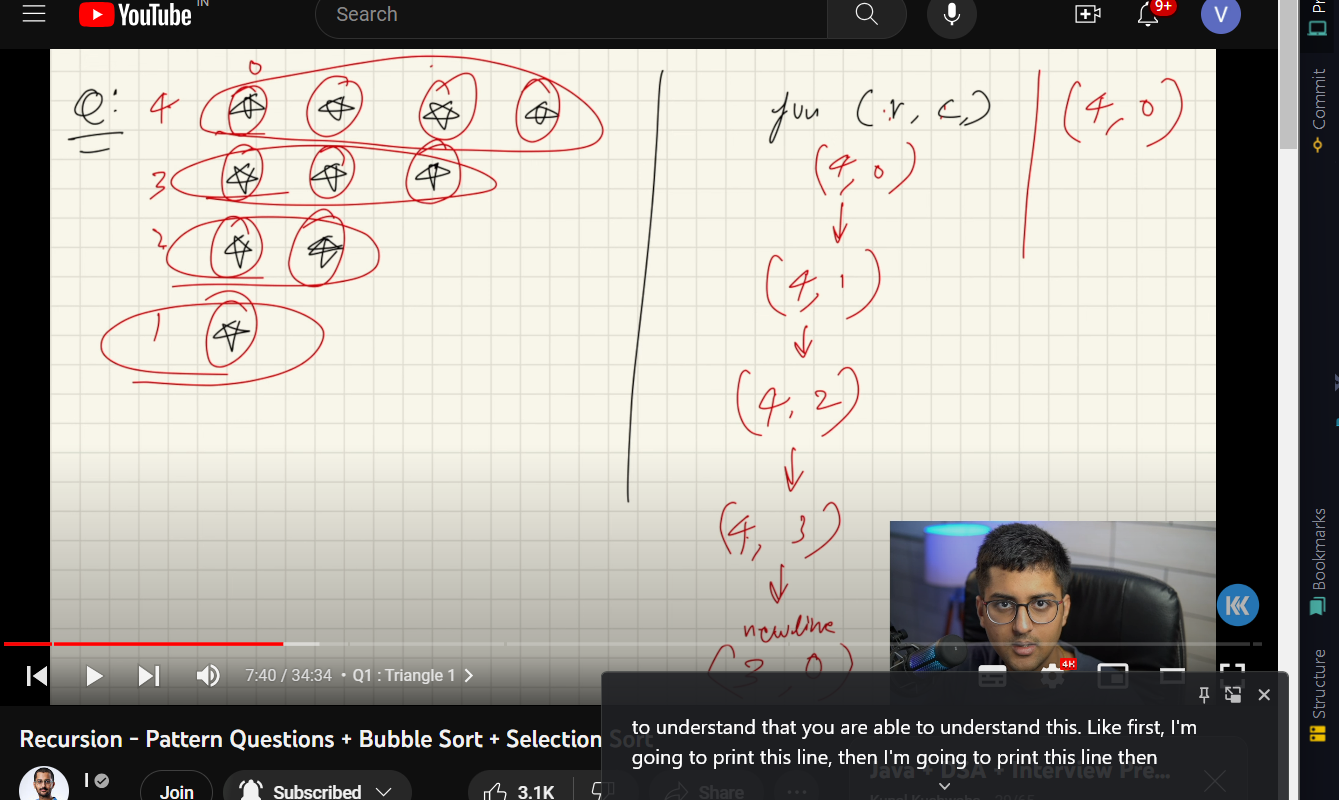 YouTube IN
Search
9+
V
Q: 4
0
3
2
1
fun (r, c)
(4, 0)
(4, 0)
(4, 1)
(4, 2)
(4, 3)
newline
(3, 0)
7:40 / 34:34 • Q1 : Triangle 1
4K
to understand that you are able to understand this. Like first, I'm
going to print this line, then I'm going to print this line then
Recursion - Pattern Questions + Bubble Sort + Selection Sort
Java + DSA + Interview Pre...
Join
Subscribed
3.1K
Share
Commit
Bookmarks
Structure